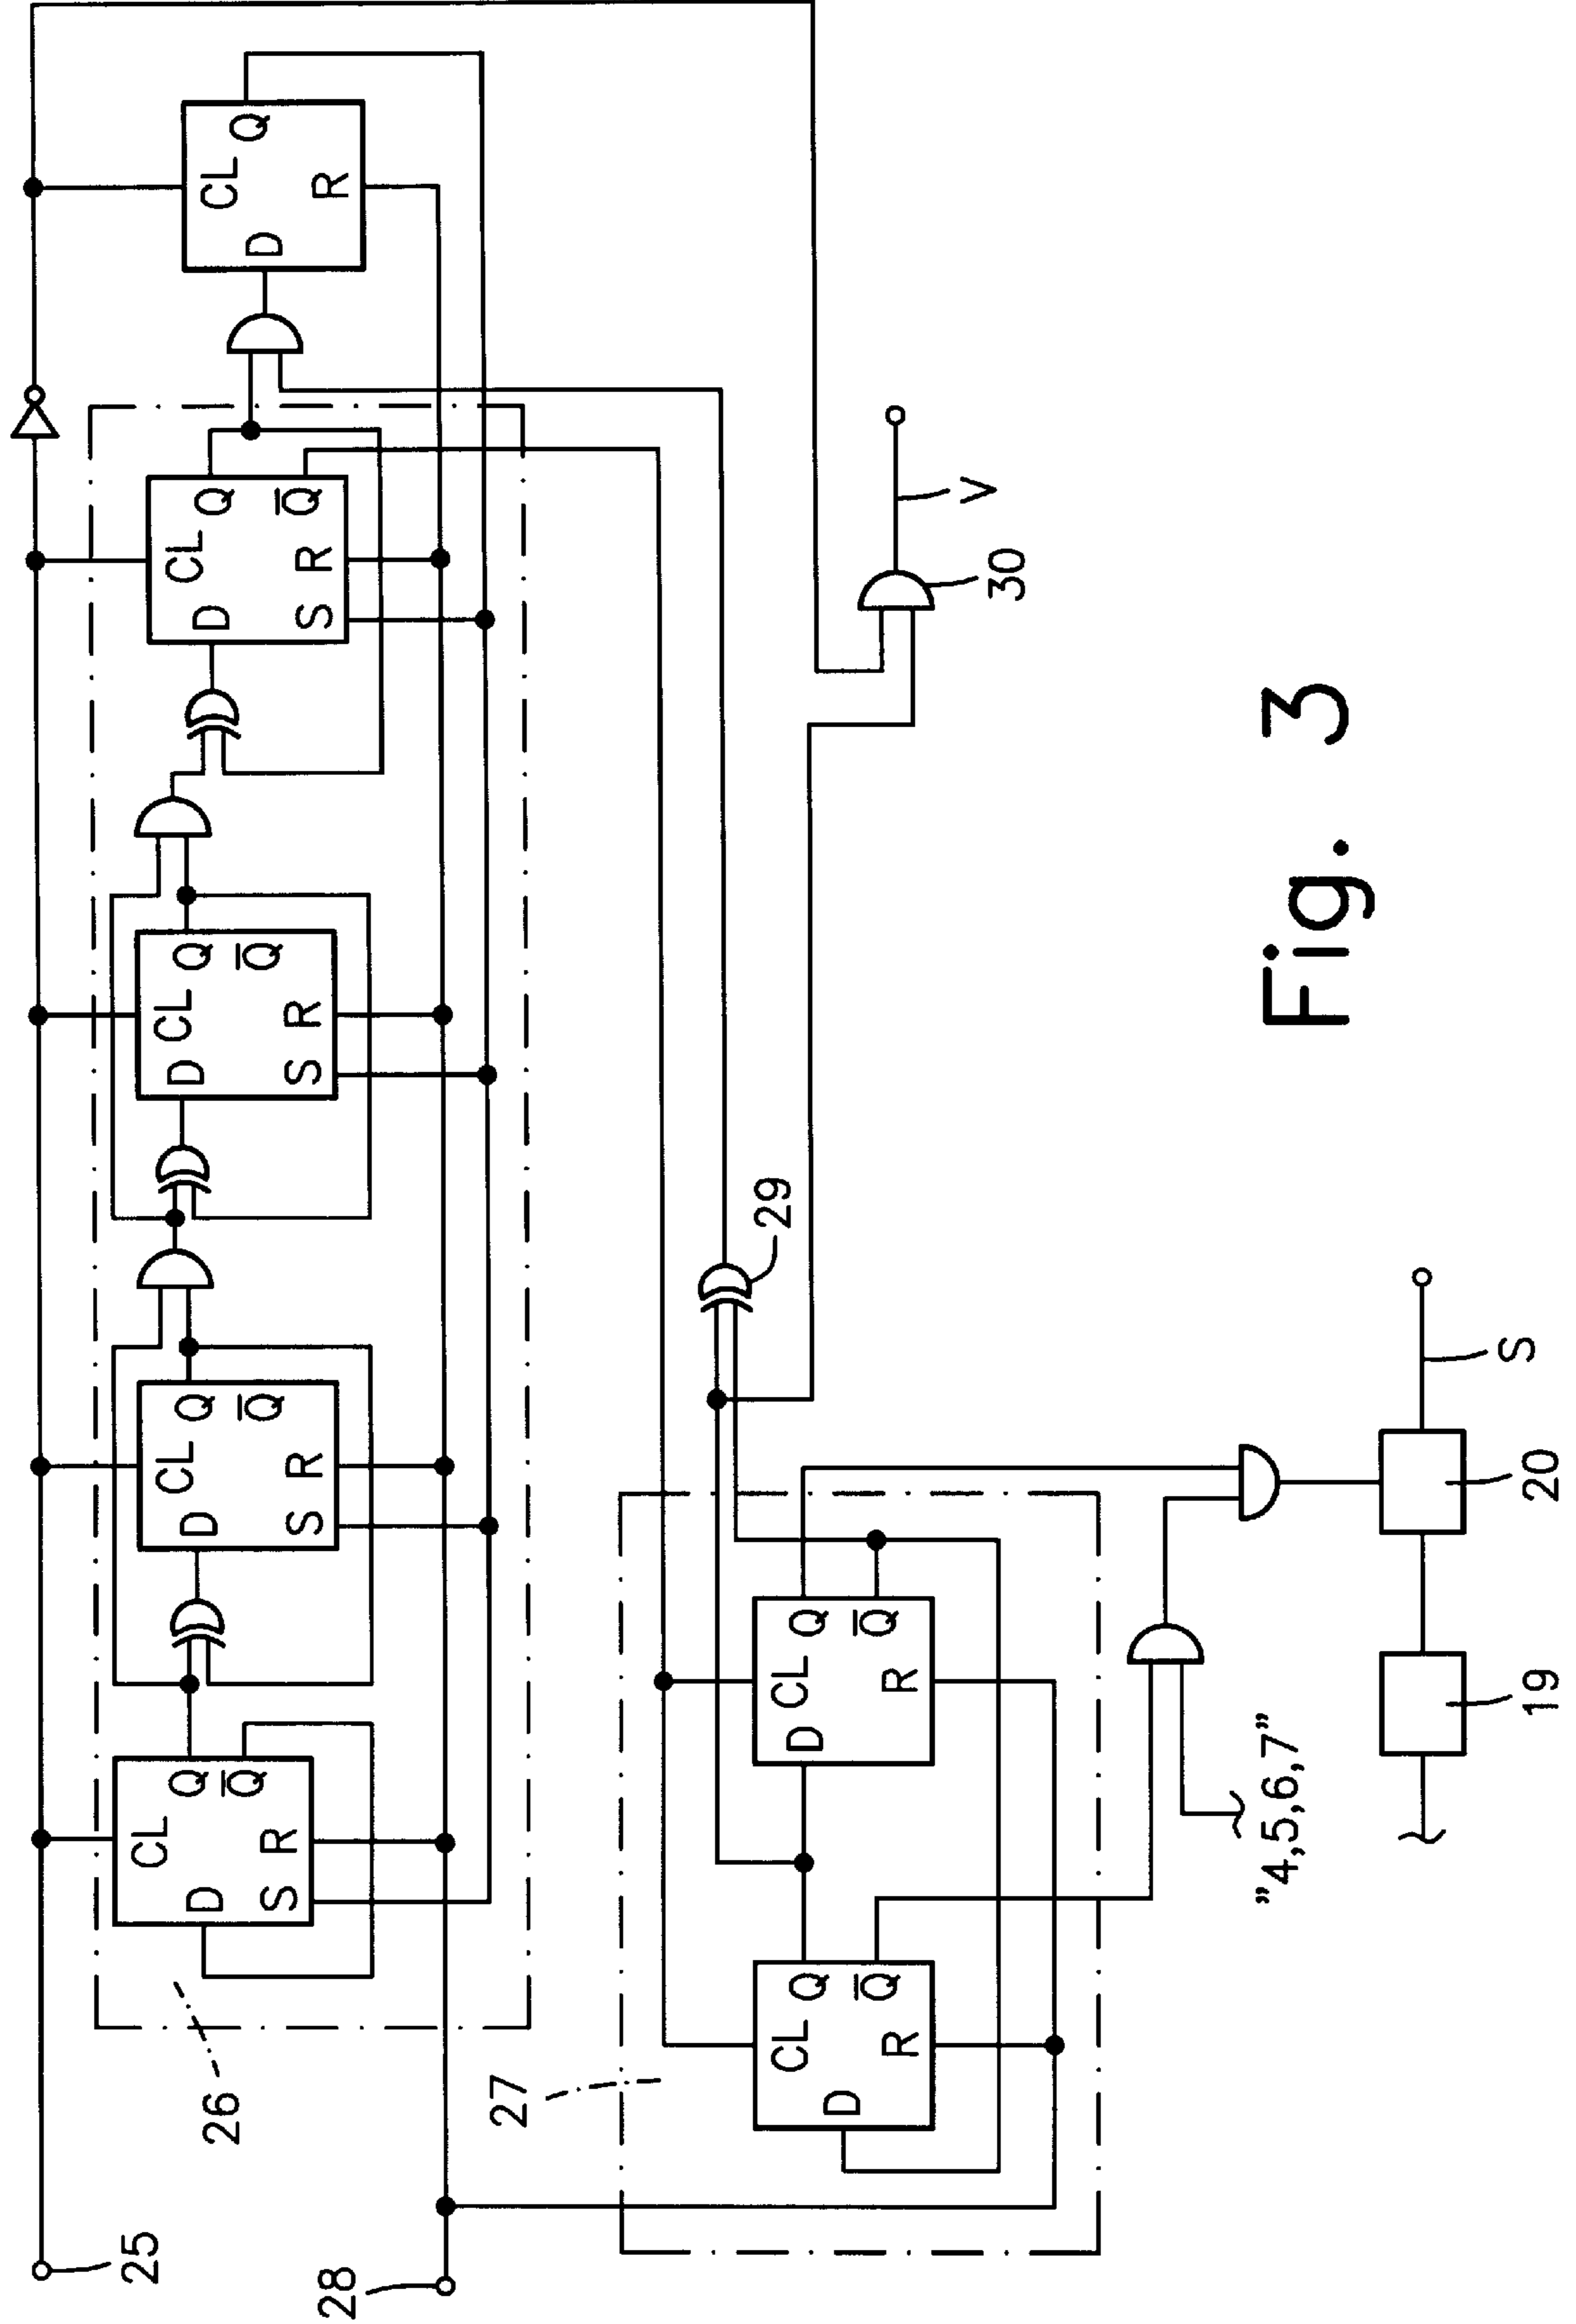 25
26
CL
D
Q
Q̅
S R
CL
D
Q
Q̅
S R
CL
D
Q
Q̅
S R
CL
D
Q
Q̅
S R
CL
D
Q
R
28
27
CL
D
Q
Q̅
R
CL
D
Q
Q̅
R
29
V
30
"4,5,6,7"
19
20
S
Fig. 3